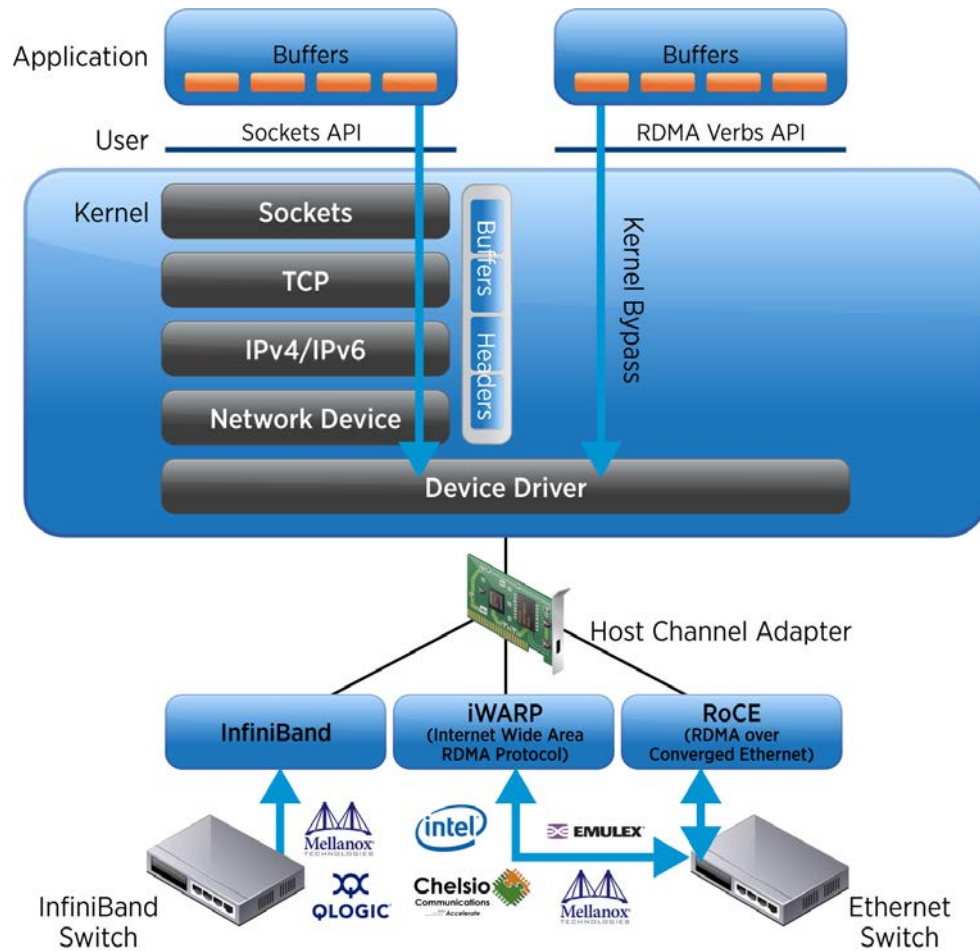 Application
Buffers
Buffers
User
Sockets API
RDMA Verbs API
Kernel
Sockets
TCP
IPv4/IPv6
Network Device
Buffers
Headers
Kernel Bypass
Device Driver
Host Channel Adapter
InfiniBand
iWARP
(Internet Wide Area
RDMA Protocol)
RoCE
(RDMA over
Converged Ethernet)
Mellanox
TECHNOLOGIES
intel
EMULEX
QLOGIC
Chelsio
Communications
Accelerate
Mellanox
TECHNOLOGIES
InfiniBand
Switch
Ethernet
Switch